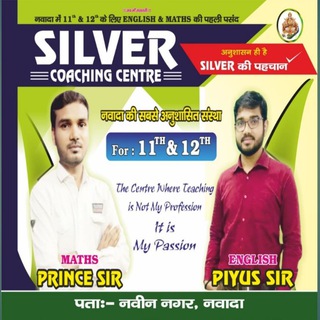 नवादा में 11ᵗʰ & 12ᵗʰ के लिए ENGLISH & MATHS की पहली पसंद
SILVER
COACHING CENTRE
अनुशासन ही है
SILVER की पहचान
नवादा की सबसे अनुशासित संस्था
For : 11TH & 12TH
The Centre Where Teaching
is Not My Profession
It is
My Passion
MATHS
PRINCE SIR
ENGLISH
PIYUS SIR
पता:- नवीन नगर, नवादा